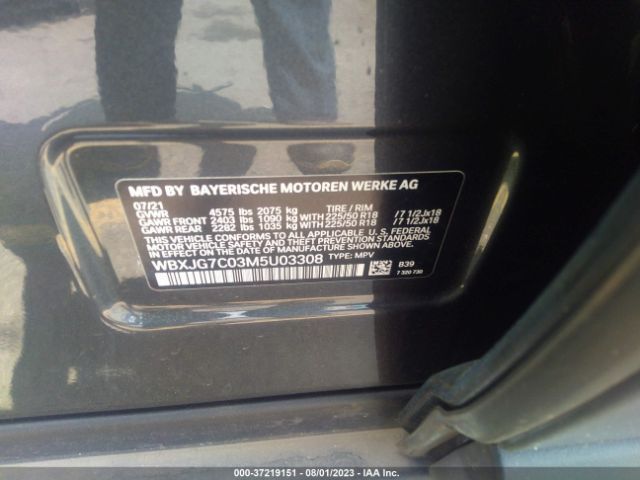 MFD BY BAYERISCHE MOTOREN WERKE AG
07/21 TIRE / RIM
GVWR 4575 lbs 2075 kg
GAWR FRONT 2403 lbs 1090 kg WITH 225/50 R18 / 7 1/2Jx18
GAWR REAR 2282 lbs 1035 kg WITH 225/50 R18 / 7 1/2Jx18
THIS VEHICLE CONFORMS TO ALL APPLICABLE U.S. FEDERAL
MOTOR VEHICLE SAFETY, BUMPER, AND THEFT PREVENTION
STANDARDS IN EFFECT ON THE DATE OF MANUFACTURE SHOWN ABOVE.
WBXJG7C03M5U03308 TYPE: MPV B39
7 320 730
000-37219151 - 08/01/2023 - IAA Inc.